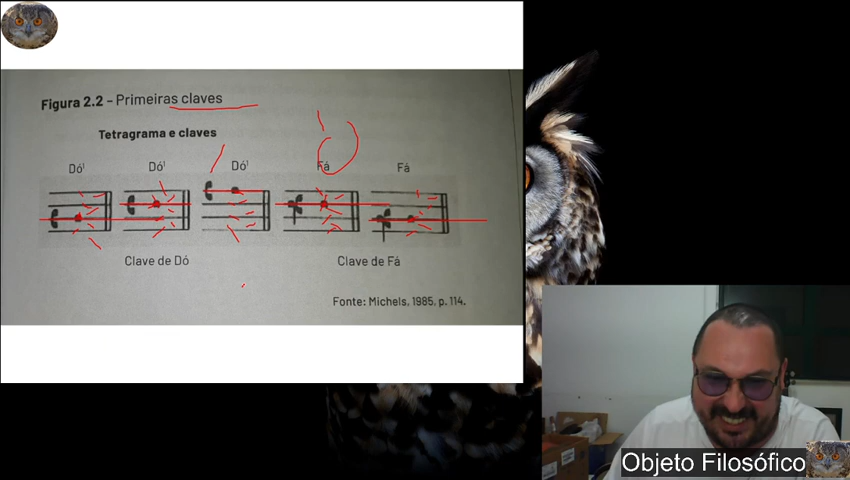 Figura 2.2 – Primeiras claves
Tetragrama e claves
Dó¹ Dó¹ Dó¹ Fá Fá
Clave de Dó Clave de Fá
Fonte: Michels, 1985, p. 114.
Objeto Filosófico